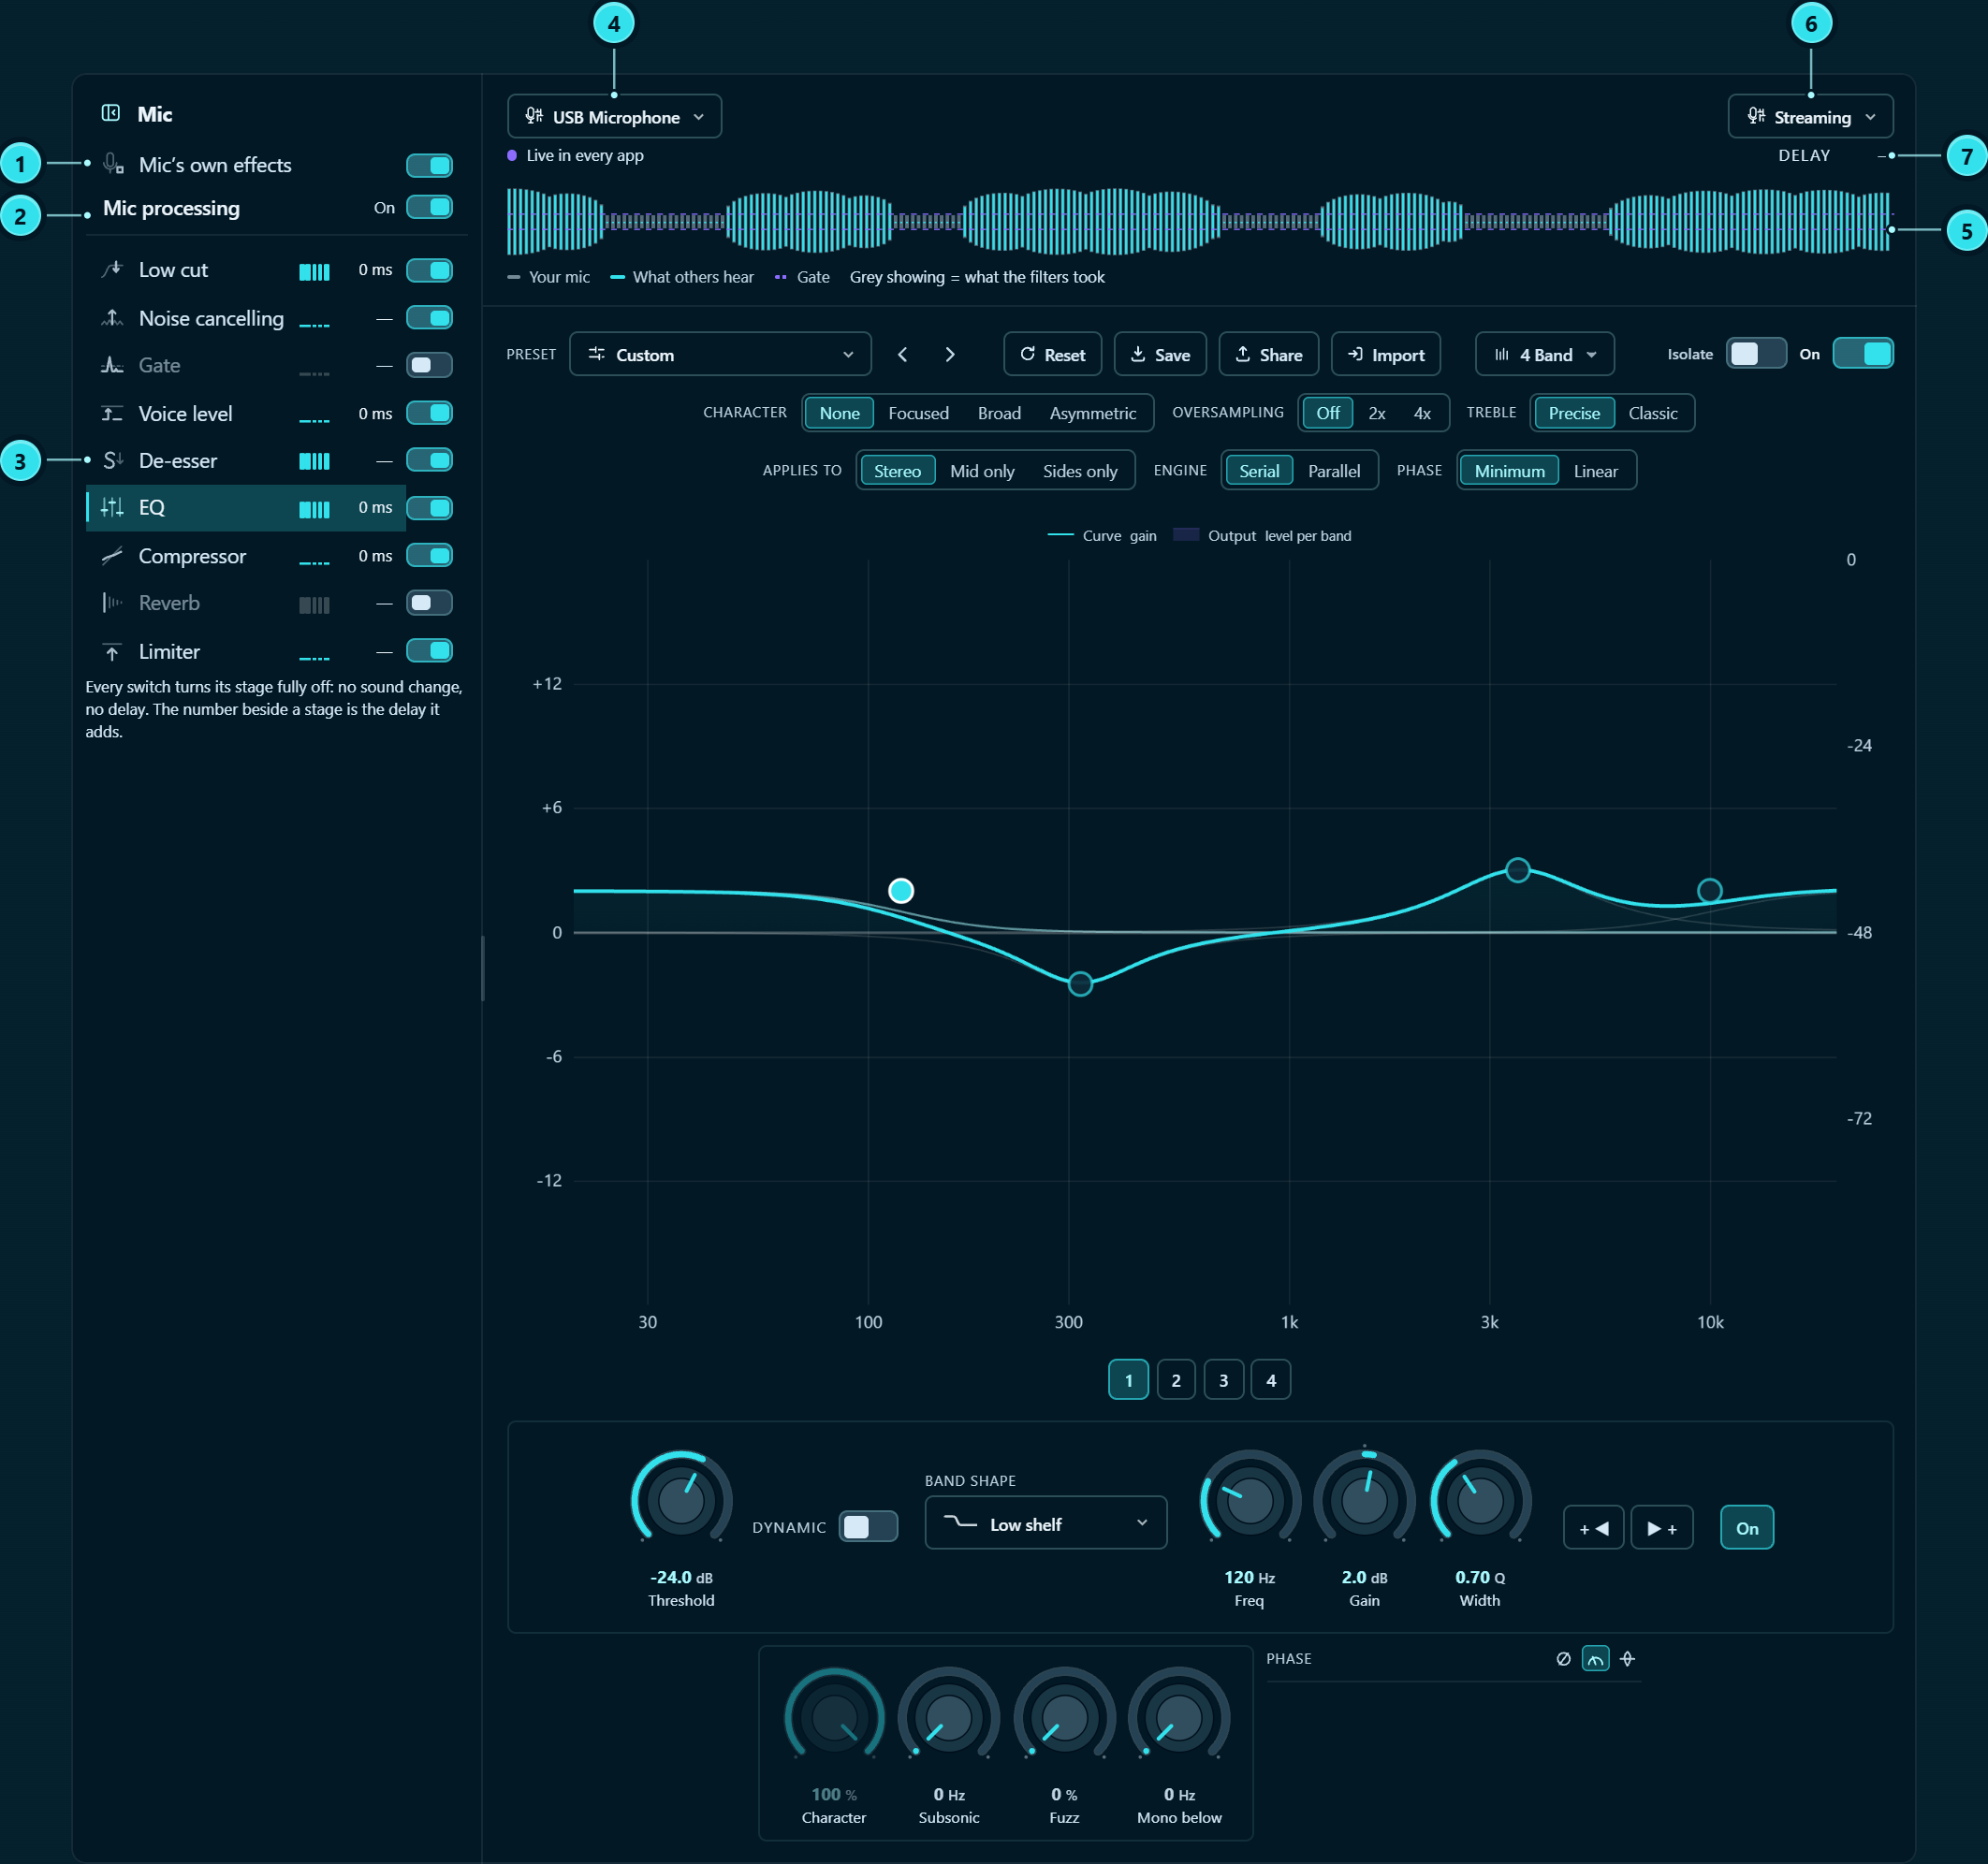 4
6
Mic
USB Microphone
Streaming
1
Mic's own effects
Live in every app
DELAY
–
7
2
Mic processing
On
5
Low cut
0 ms
Your mic
What others hear
Gate
Grey showing = what the filters took
Noise cancelling
—
PRESET
Custom
Reset
Save
Share
Import
4 Band
Isolate
On
Gate
—
Voice level
0 ms
CHARACTER
None
Focused
Broad
Asymmetric
OVERSAMPLING
Off
2x
4x
TREBLE
Precise
Classic
3
De-esser
—
APPLIES TO
Stereo
Mid only
Sides only
ENGINE
Serial
Parallel
PHASE
Minimum
Linear
EQ
0 ms
Compressor
0 ms
Reverb
—
Limiter
—
Every switch turns its stage fully off: no sound change,
no delay. The number beside a stage is the delay it
adds.
Curve gain
Output level per band
0
+12
-24
+6
0
-48
-6
-72
-12
30
100
300
1k
3k
10k
1
2
3
4
DYNAMIC
BAND SHAPE
Low shelf
+
+
On
-24.0 dB
Threshold
120 Hz
Freq
2.0 dB
Gain
0.70 Q
Width
PHASE
100 %
Character
0 Hz
Subsonic
0 %
Fuzz
0 Hz
Mono below